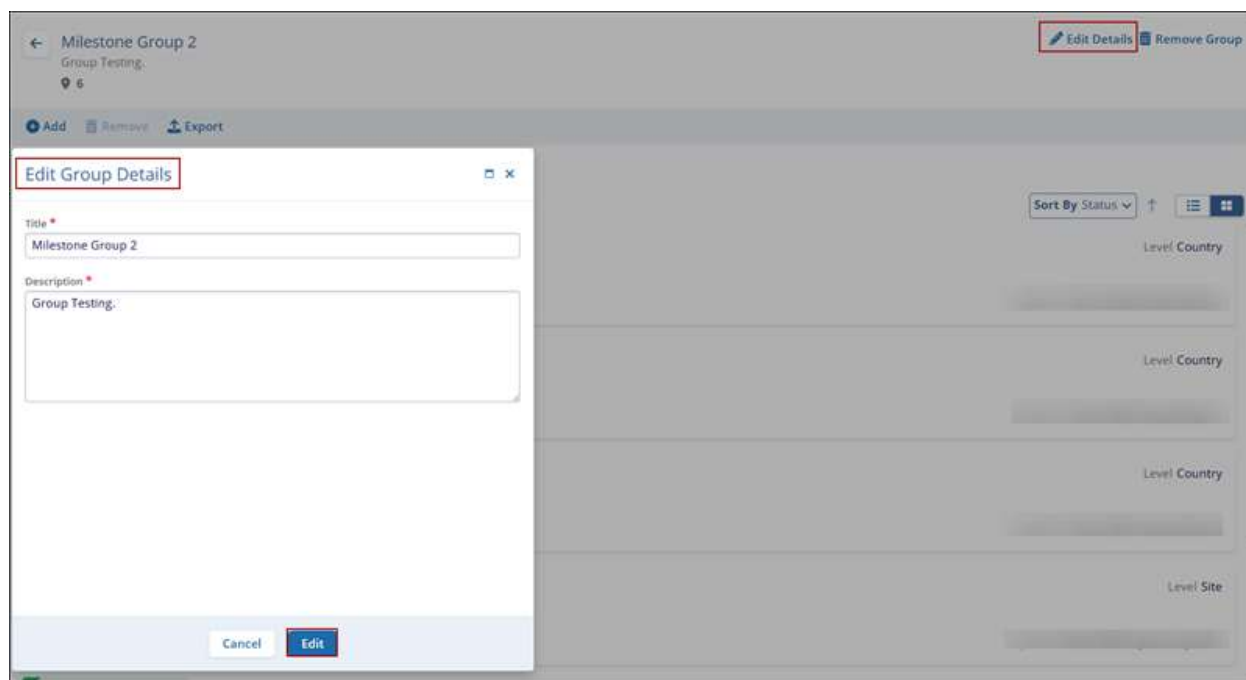 Milestone Group 2
Edit Details Remove Group
Group Testing.
6
Add Remove Export
Edit Group Details
Sort By Status
Title *
Milestone Group 2
Level Country
Description *
Group Testing.
Level Country
Level Country
Level Site
Cancel Edit